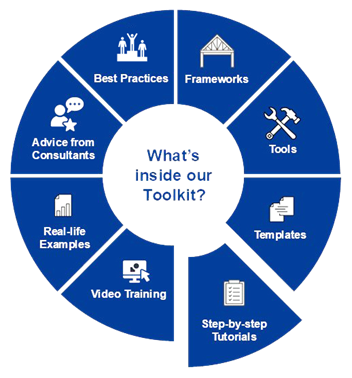 What's
inside our
Toolkit?
Frameworks
Tools
Templates
Step-by-step
Tutorials
Video Training
Real-life
Examples
Advice from
Consultants
Best Practices